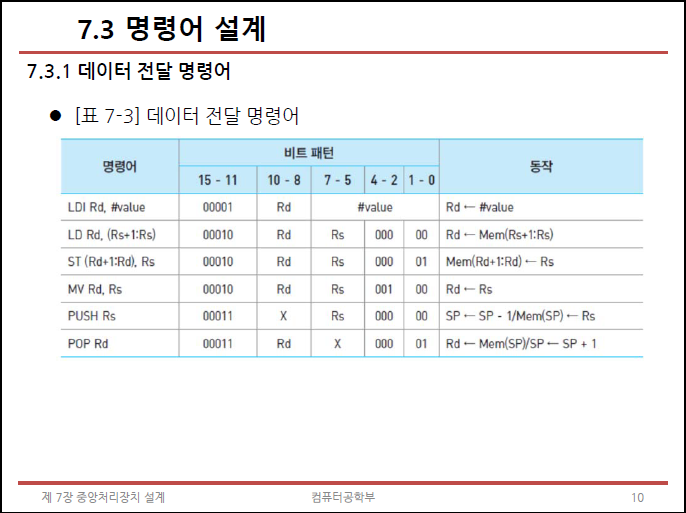 7.3 명령어 설계
7.3.1 데이터 전달 명령어
● [표 7-3] 데이터 전달 명령어
명령어 비트 패턴 동작
15 - 11 10 - 8 7 - 5 4 - 2 1 - 0
LDI Rd, #value 00001 Rd #value Rd ← #value
LD Rd, (Rs+1:Rs) 00010 Rd Rs 000 00 Rd ← Mem(Rs+1:Rs)
ST (Rd+1:Rd), Rs 00010 Rd Rs 000 01 Mem(Rd+1:Rd) ← Rs
MV Rd, Rs 00010 Rd Rs 001 00 Rd ← Rs
PUSH Rs 00011 X Rs 000 00 SP ← SP - 1/Mem(SP) ← Rs
POP Rd 00011 Rd X 000 01 Rd ← Mem(SP)/SP ← SP + 1
제 7장 중앙처리장치 설계 컴퓨터공학부 10